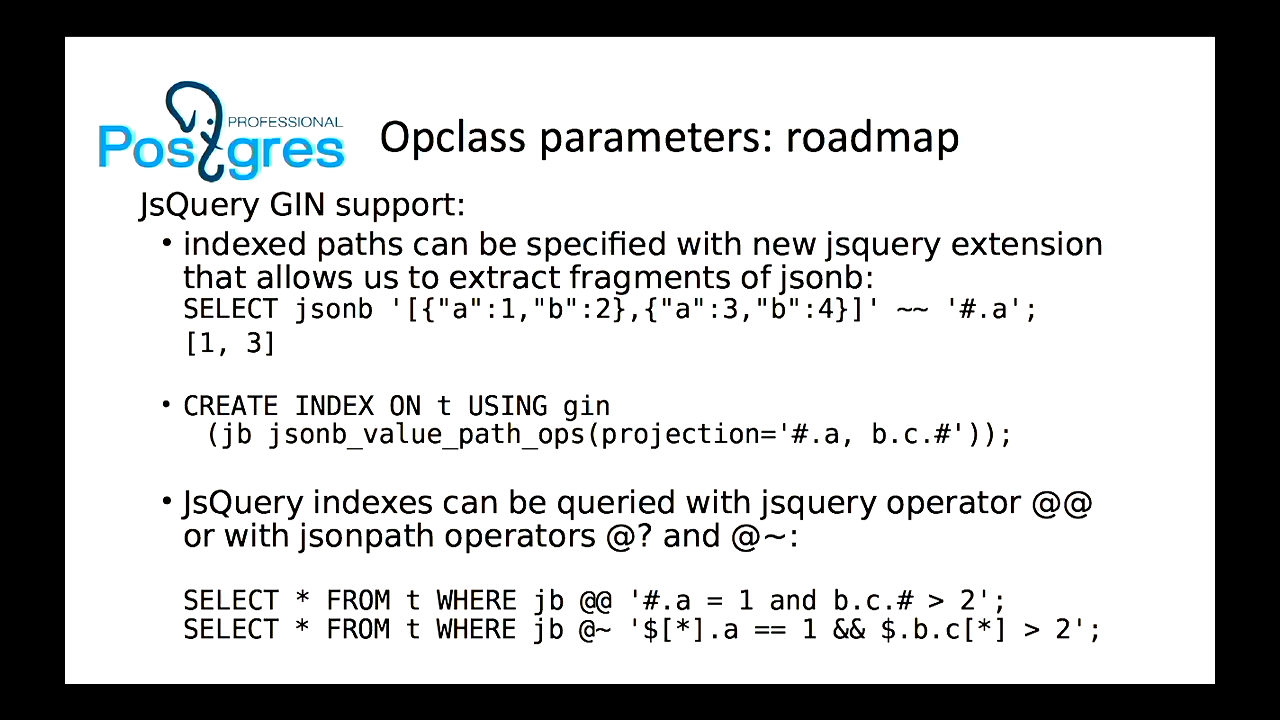 PROFESSIONAL
Postgres
Opclass parameters: roadmap
JsQuery GIN support:
• indexed paths can be specified with new jsquery extension
that allows us to extract fragments of jsonb:
SELECT jsonb '[{"a":1,"b":2},{"a":3,"b":4}]' ~~ '#.a';
[1, 3]
• CREATE INDEX ON t USING gin
(jb jsonb_value_path_ops(projection='#.a, b.c.#'));
• JsQuery indexes can be queried with jsquery operator @@
or with jsonpath operators @? and @~:
SELECT * FROM t WHERE jb @@ '#.a = 1 and b.c.# > 2';
SELECT * FROM t WHERE jb @~ '$[*].a == 1 && $.b.c[*] > 2';